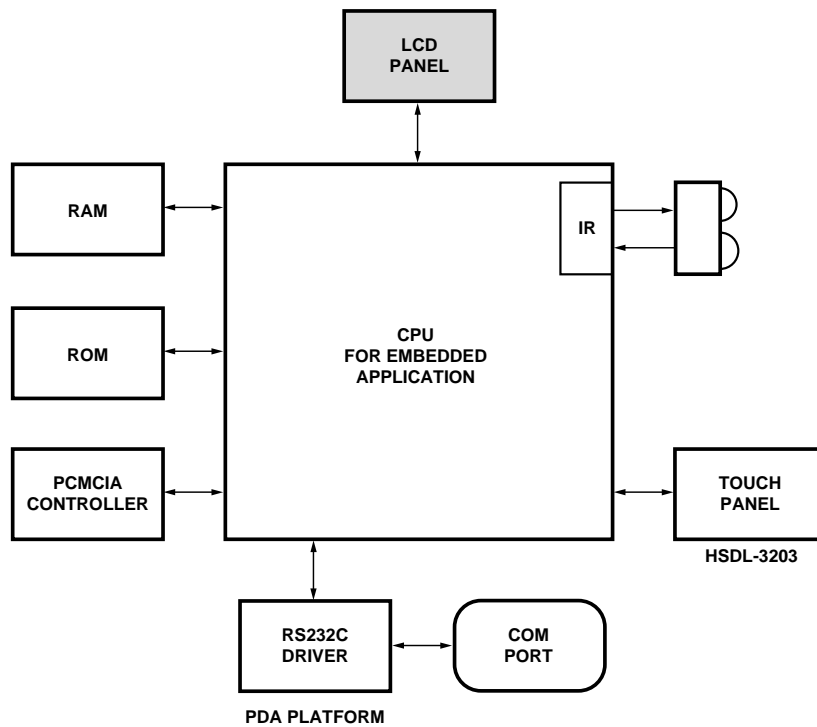 LCD
PANEL
RAM
IR
ROM
CPU
FOR EMBEDDED
APPLICATION
PCMCIA
CONTROLLER
TOUCH
PANEL
HSDL-3203
RS232C
DRIVER
COM
PORT
PDA PLATFORM